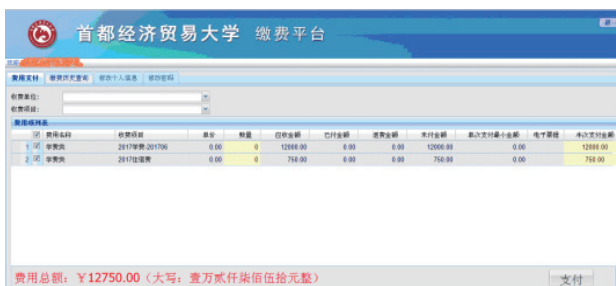 首都经济贸易大学 缴费平台
费用支付 缴费历史查询 修改个人信息 修改密码
收费单位:
收费项目:
费用项列表
费用名称 收费项目 单价 数量 应收金额 已付金额 退费金额 未付金额 单次支付最小金额 电子票据 本次支付金额
1 学费类 2017学费-201706 0.00 0 12000.00 0.00 0.00 12000.00 0.00 12000.00
2 学费类 2017住宿费 0.00 0 750.00 0.00 0.00 750.00 0.00 750.00
费用总额: ￥12750.00 (大写: 壹万贰仟柒佰伍拾元整)
支付